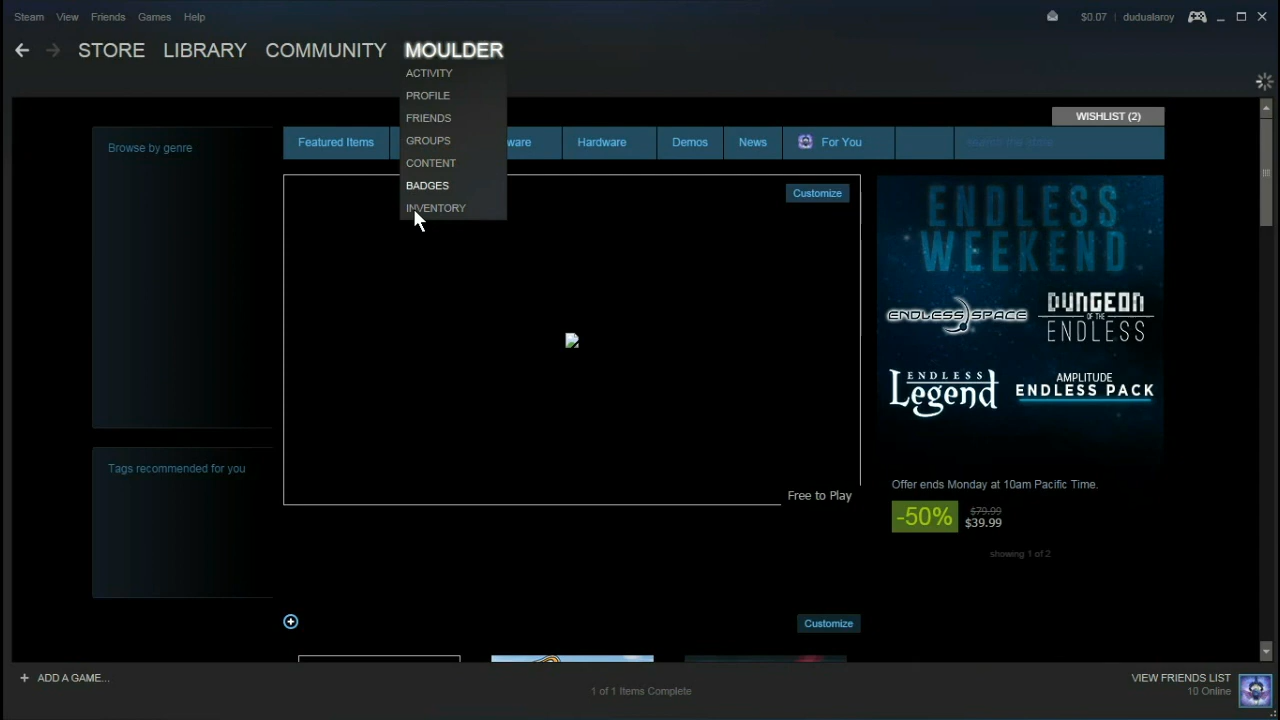 Steam View Friends Games Help
$0.07 dudualaroy
STORE LIBRARY COMMUNITY MOULDER
ACTIVITY
PROFILE
FRIENDS
GROUPS
CONTENT
BADGES
INVENTORY
WISHLIST (2)
Browse by genre
Featured Items ware Hardware Demos News For You search the store
Customize
ENDLESS
WEEKEND
ENDLESS SPACE
DUNGEON
OF THE
ENDLESS
ENDLESS
Legend
AMPLITUDE
ENDLESS PACK
Tags recommended for you
Free to Play
Offer ends Monday at 10am Pacific Time.
-50% $79.99
$39.99
showing 1 of 2
Customize
+ ADD A GAME...
1 of 1 Items Complete
VIEW FRIENDS LIST
10 Online